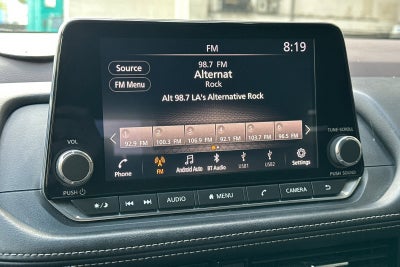 FM
8:19
Source
98.7 FM
Alternat
FM Menu
Rock
Alt 98.7 LA's Alternative Rock
92.9 FM 100.3 FM 106.9 FM 92.1 FM 103.7 FM 96.5 FM
VOL
TUNE·SCROLL
Phone
FM
Android Auto
BT Audio
USB1
USB2
Settings
PUSH
PUSH SOUND
AUDIO
MENU
CAMERA